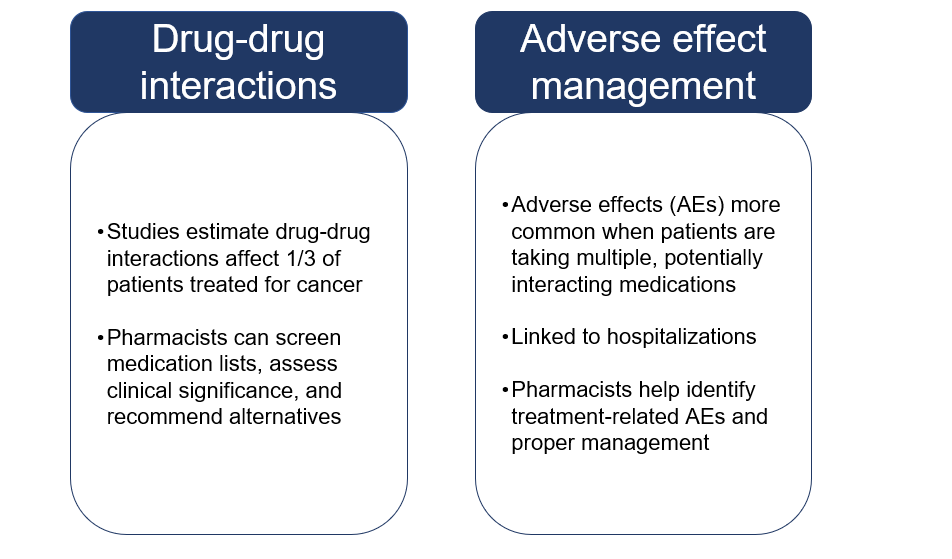 Drug-drug
interactions
•Studies estimate drug-drug
interactions affect 1/3 of
patients treated for cancer
•Pharmacists can screen
medication lists, assess
clinical significance, and
recommend alternatives
Adverse effect
management
•Adverse effects (AEs) more
common when patients are
taking multiple, potentially
interacting medications
•Linked to hospitalizations
•Pharmacists help identify
treatment-related AEs and
proper management